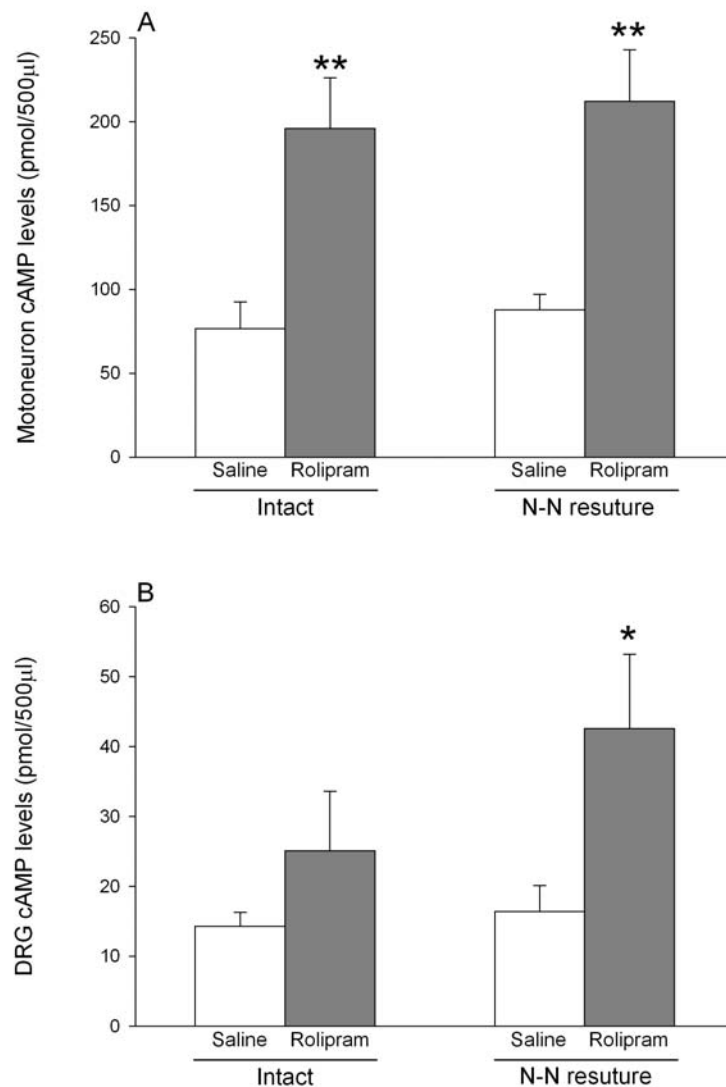 A
Motoneuron cAMP levels (pmol/500µl)
250
200
150
100
50
0
**
**
Saline Rolipram Saline Rolipram
Intact N-N resuture
B
DRG cAMP levels (pmol/500µl)
60
50
40
30
20
10
0
*
Saline Rolipram Saline Rolipram
Intact N-N resuture